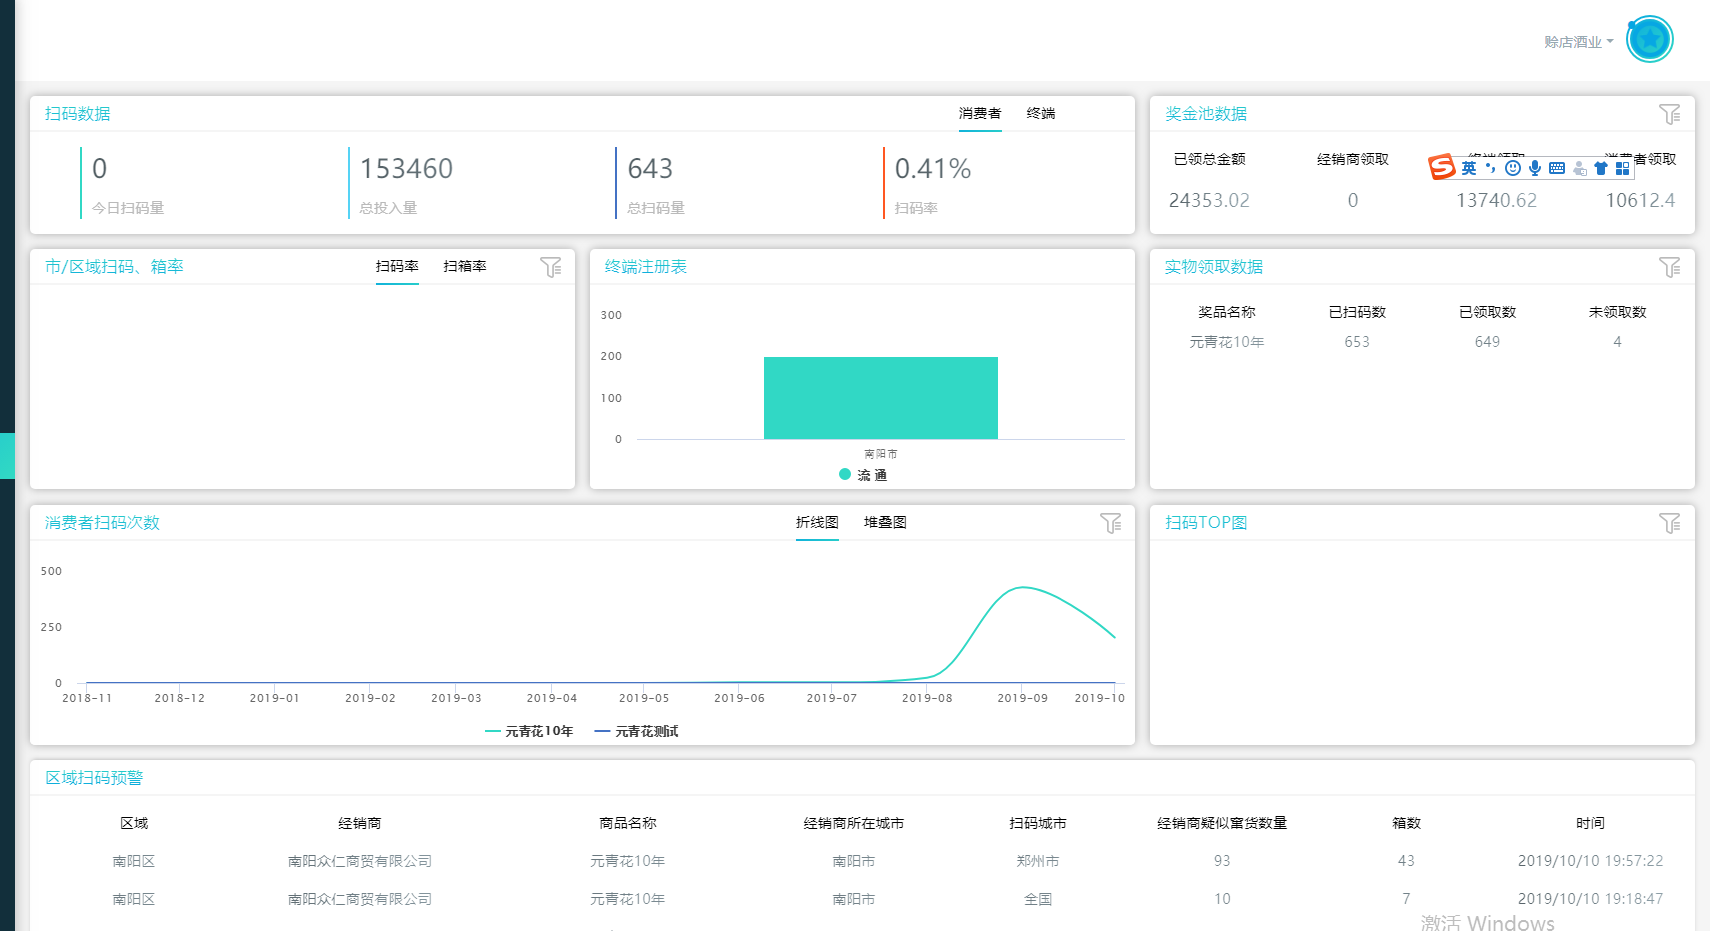 赊店酒业
扫码数据 消费者 终端
0 153460 643 0.41%
今日扫码量 总投入量 总扫码量 扫码率
奖金池数据
已领总金额 经销商领取 终端领取 消费者领取
英
24353.02 0 13740.62 10612.4
市/区域扫码、箱率 扫码率 扫箱率
终端注册表
300
200
100
0
南阳市
流通
实物领取数据
奖品名称 已扫码数 已领取数 未领取数
元青花10年 653 649 4
消费者扫码次数 折线图 堆叠图
500
250
0
2018-11 2018-12 2019-01 2019-02 2019-03 2019-04 2019-05 2019-06 2019-07 2019-08 2019-09 2019-10
元青花10年 元青花测试
扫码TOP图
区域扫码预警
区域 经销商 商品名称 经销商所在城市 扫码城市 经销商疑似窜货数量 箱数 时间
南阳区 南阳众仁商贸有限公司 元青花10年 南阳市 郑州市 93 43 2019/10/10 19:57:22
南阳区 南阳众仁商贸有限公司 元青花10年 南阳市 全国 10 7 2019/10/10 19:18:47
激活 Windows